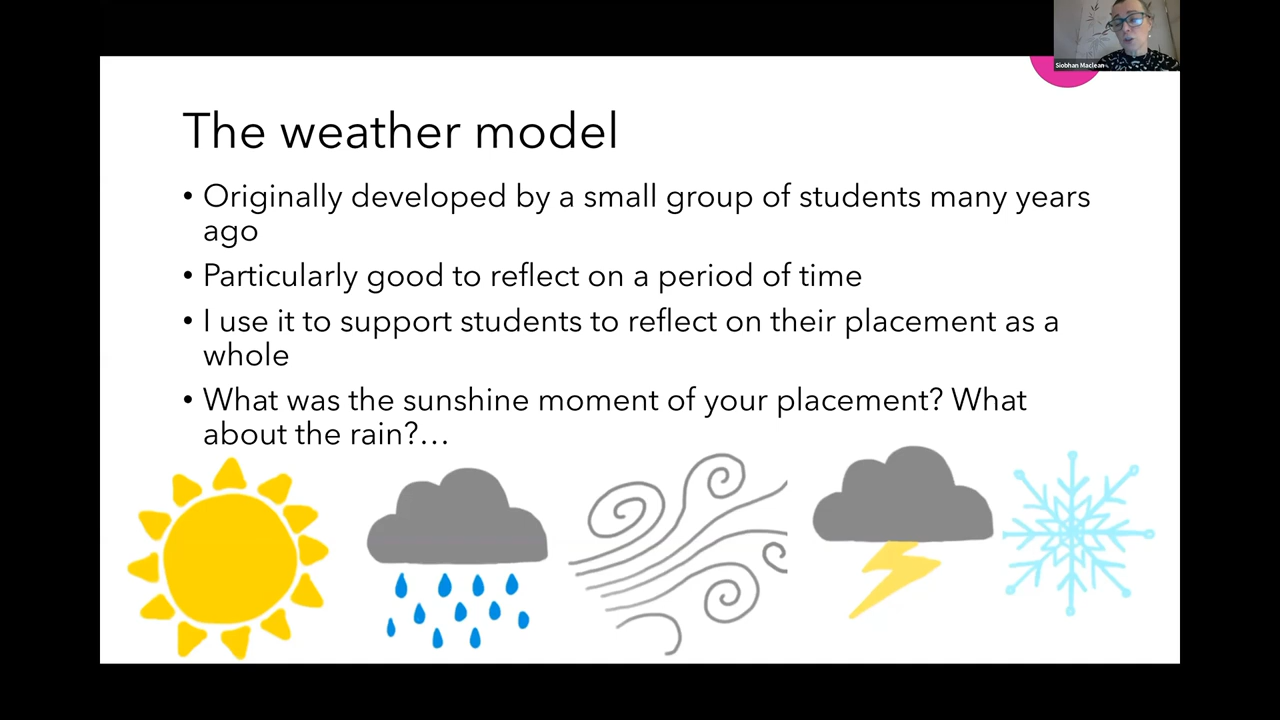 Siobhan Maclean
The weather model
• Originally developed by a small group of students many years
ago
• Particularly good to reflect on a period of time
• I use it to support students to reflect on their placement as a
whole
• What was the sunshine moment of your placement? What
about the rain?…